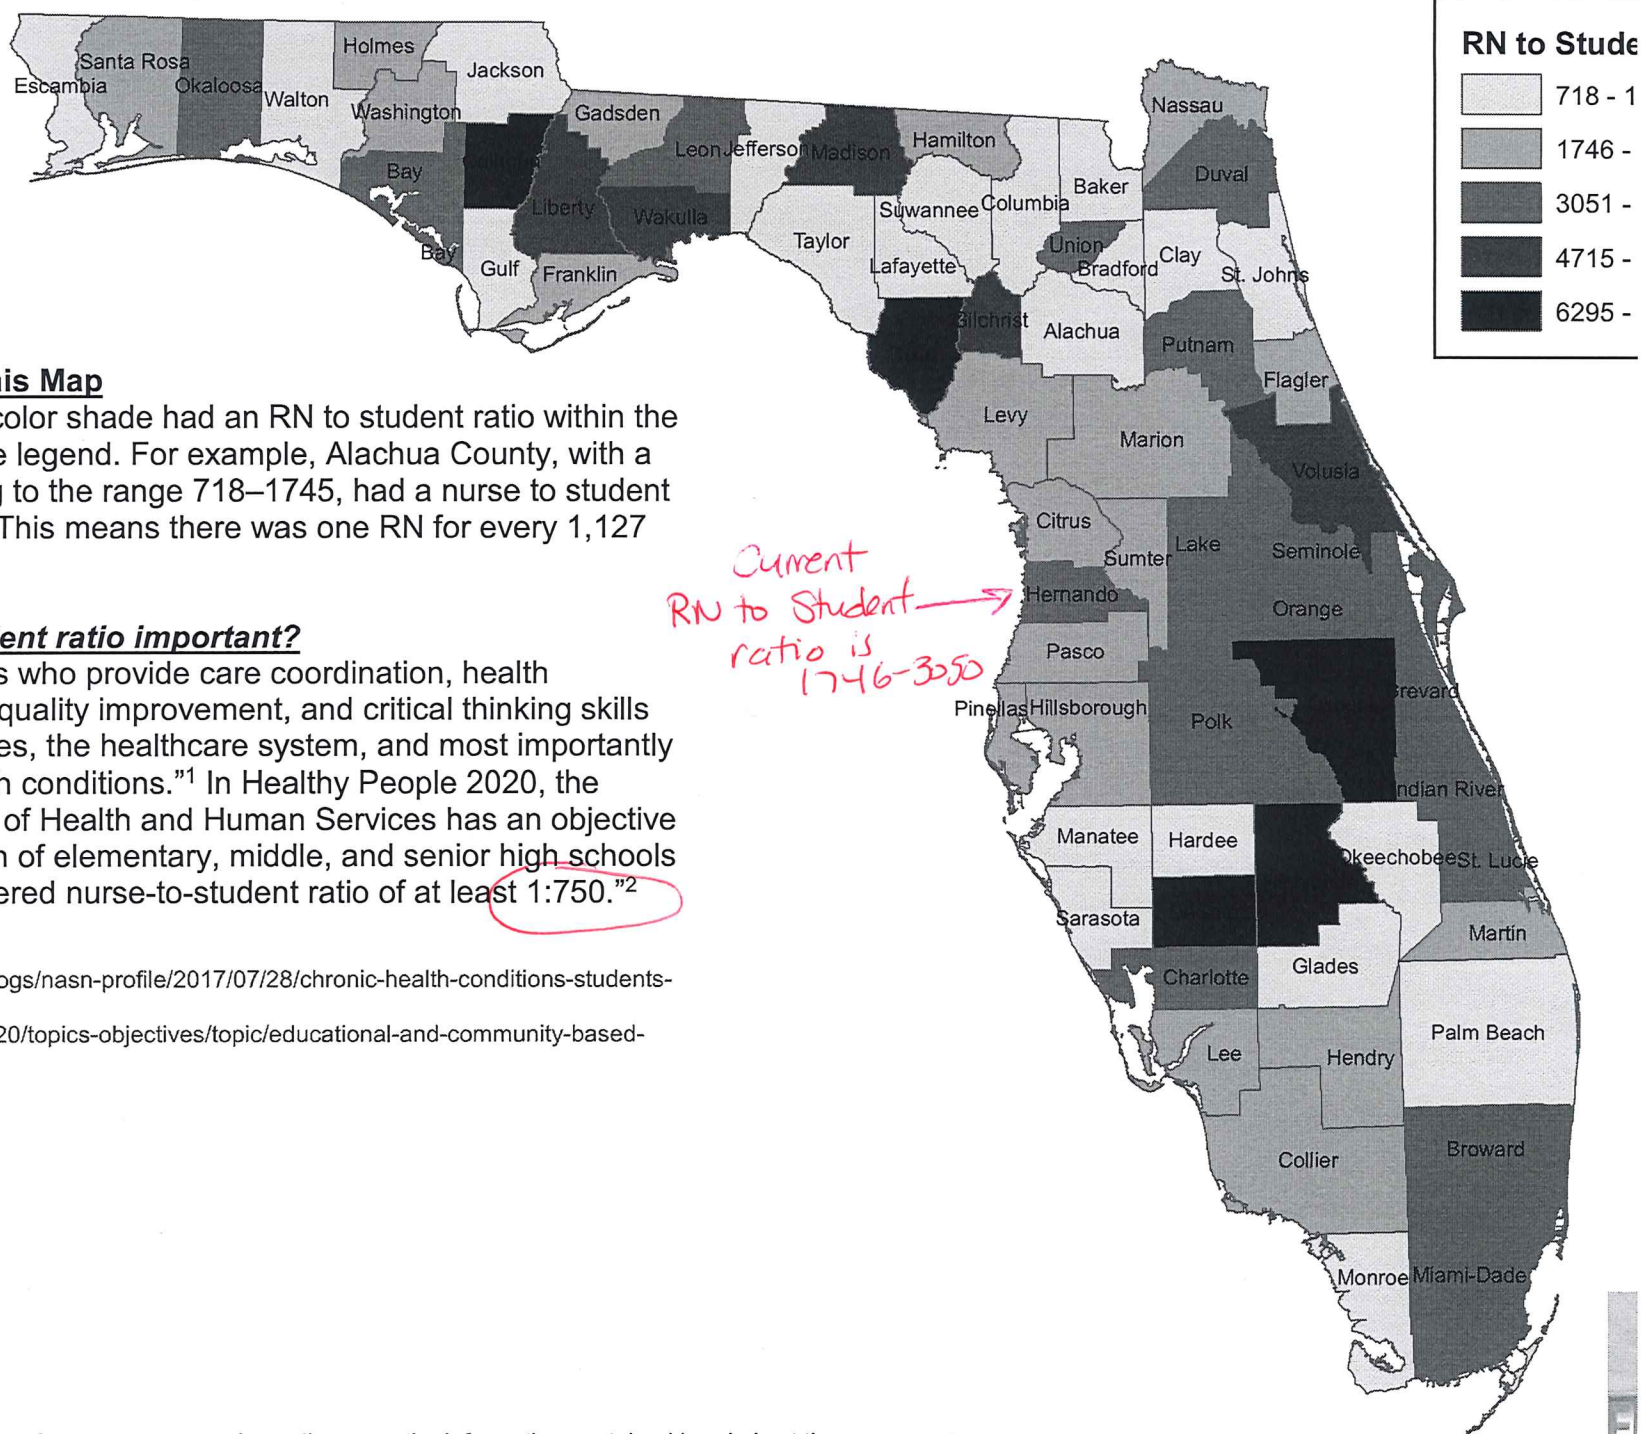 RN to Stude
718 - 1
1746 -
3051 -
4715 -
6295 -
Escambia
Santa Rosa
Okaloosa
Walton
Holmes
Washington
Jackson
Bay
Bay
Gulf
Gadsden
Liberty
Franklin
Leon
Wakulla
Jefferson
Madison
Taylor
Hamilton
Suwannee
Lafayette
Columbia
Baker
Nassau
Duval
Union
Bradford
Clay
St. Johns
Gilchrist
Alachua
Putnam
Flagler
Levy
Marion
Volusia
Citrus
Sumter
Lake
Seminole
Hernando
Orange
Pasco
Pinellas
Hillsborough
Polk
Brevard
Indian River
Manatee
Hardee
Okeechobee
St. Lucie
Sarasota
Martin
Charlotte
Glades
Lee
Hendry
Palm Beach
Collier
Broward
Monroe
Miami-Dade
is Map
color shade had an RN to student ratio within the
e legend. For example, Alachua County, with a
to the range 718–1745, had a nurse to student
This means there was one RN for every 1,127
ent ratio important?
s who provide care coordination, health
quality improvement, and critical thinking skills
es, the healthcare system, and most importantly
n conditions.”1 In Healthy People 2020, the
of Health and Human Services has an objective
n of elementary, middle, and senior high schools
ered nurse-to-student ratio of at least 1:750.”2
ogs/nasn-profile/2017/07/28/chronic-health-conditions-students-
20/topics-objectives/topic/educational-and-community-based-
Current
RN to Student
ratio is
1746-3050